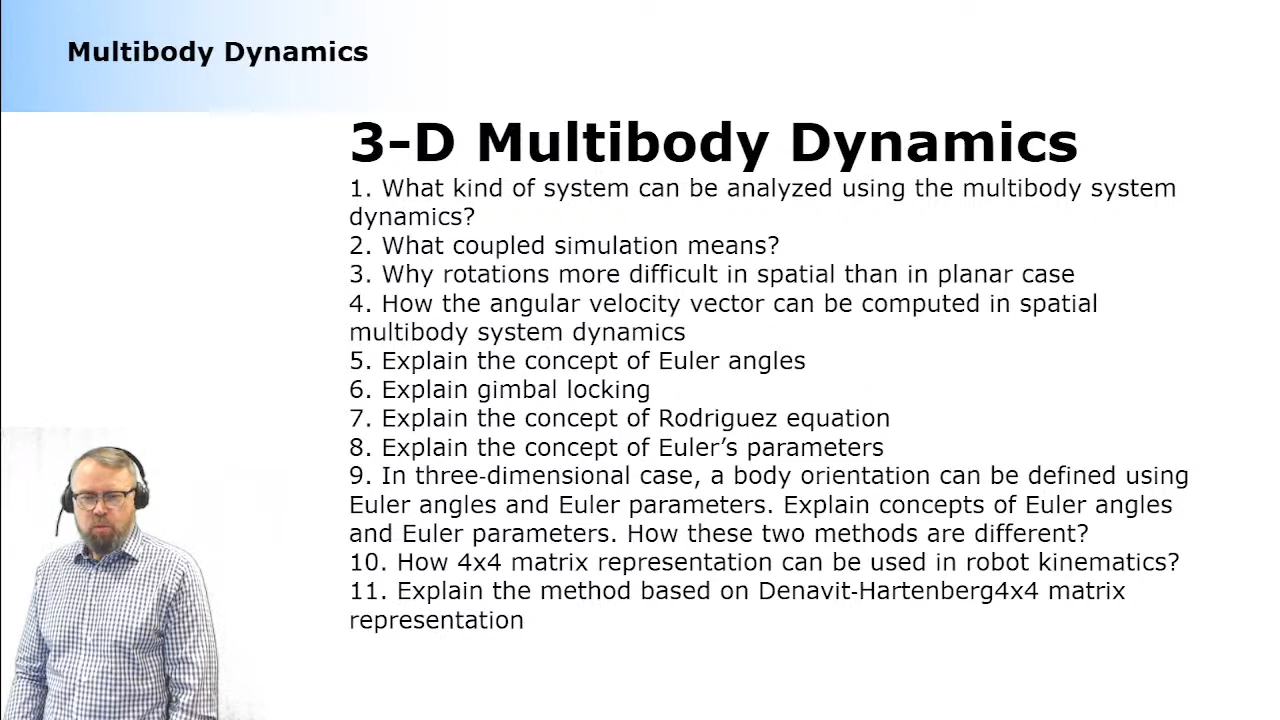 Multibody Dynamics
3-D Multibody Dynamics
1. What kind of system can be analyzed using the multibody system
dynamics?
2. What coupled simulation means?
3. Why rotations more difficult in spatial than in planar case
4. How the angular velocity vector can be computed in spatial
multibody system dynamics
5. Explain the concept of Euler angles
6. Explain gimbal locking
7. Explain the concept of Rodriguez equation
8. Explain the concept of Euler’s parameters
9. In three-dimensional case, a body orientation can be defined using
Euler angles and Euler parameters. Explain concepts of Euler angles
and Euler parameters. How these two methods are different?
10. How 4x4 matrix representation can be used in robot kinematics?
11. Explain the method based on Denavit-Hartenberg4x4 matrix
representation